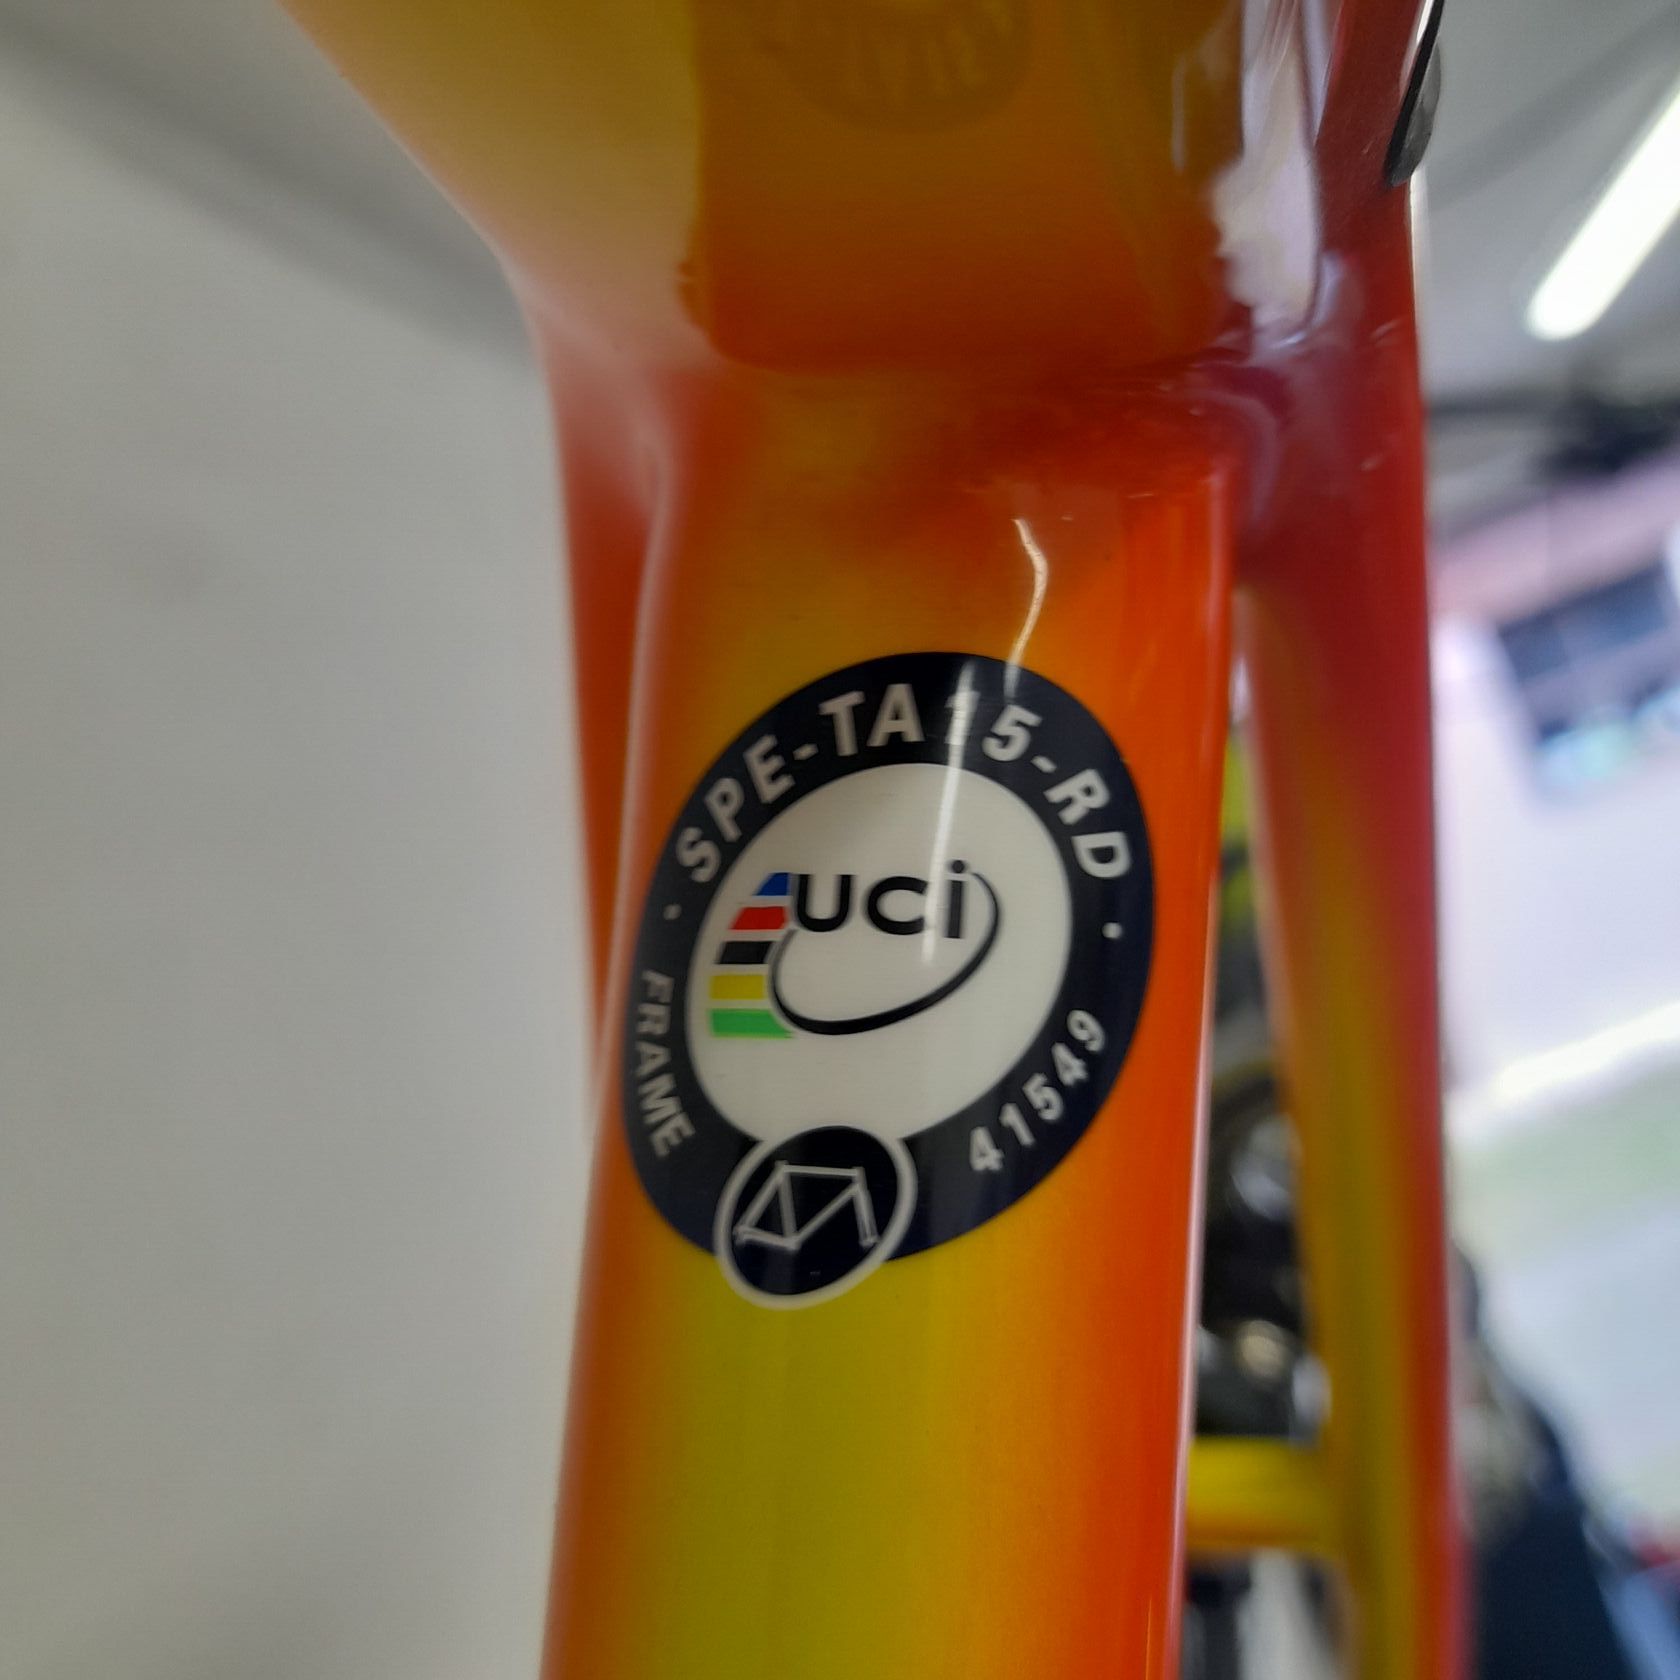 SPE-TA15-RD
uci
FRAME
41549